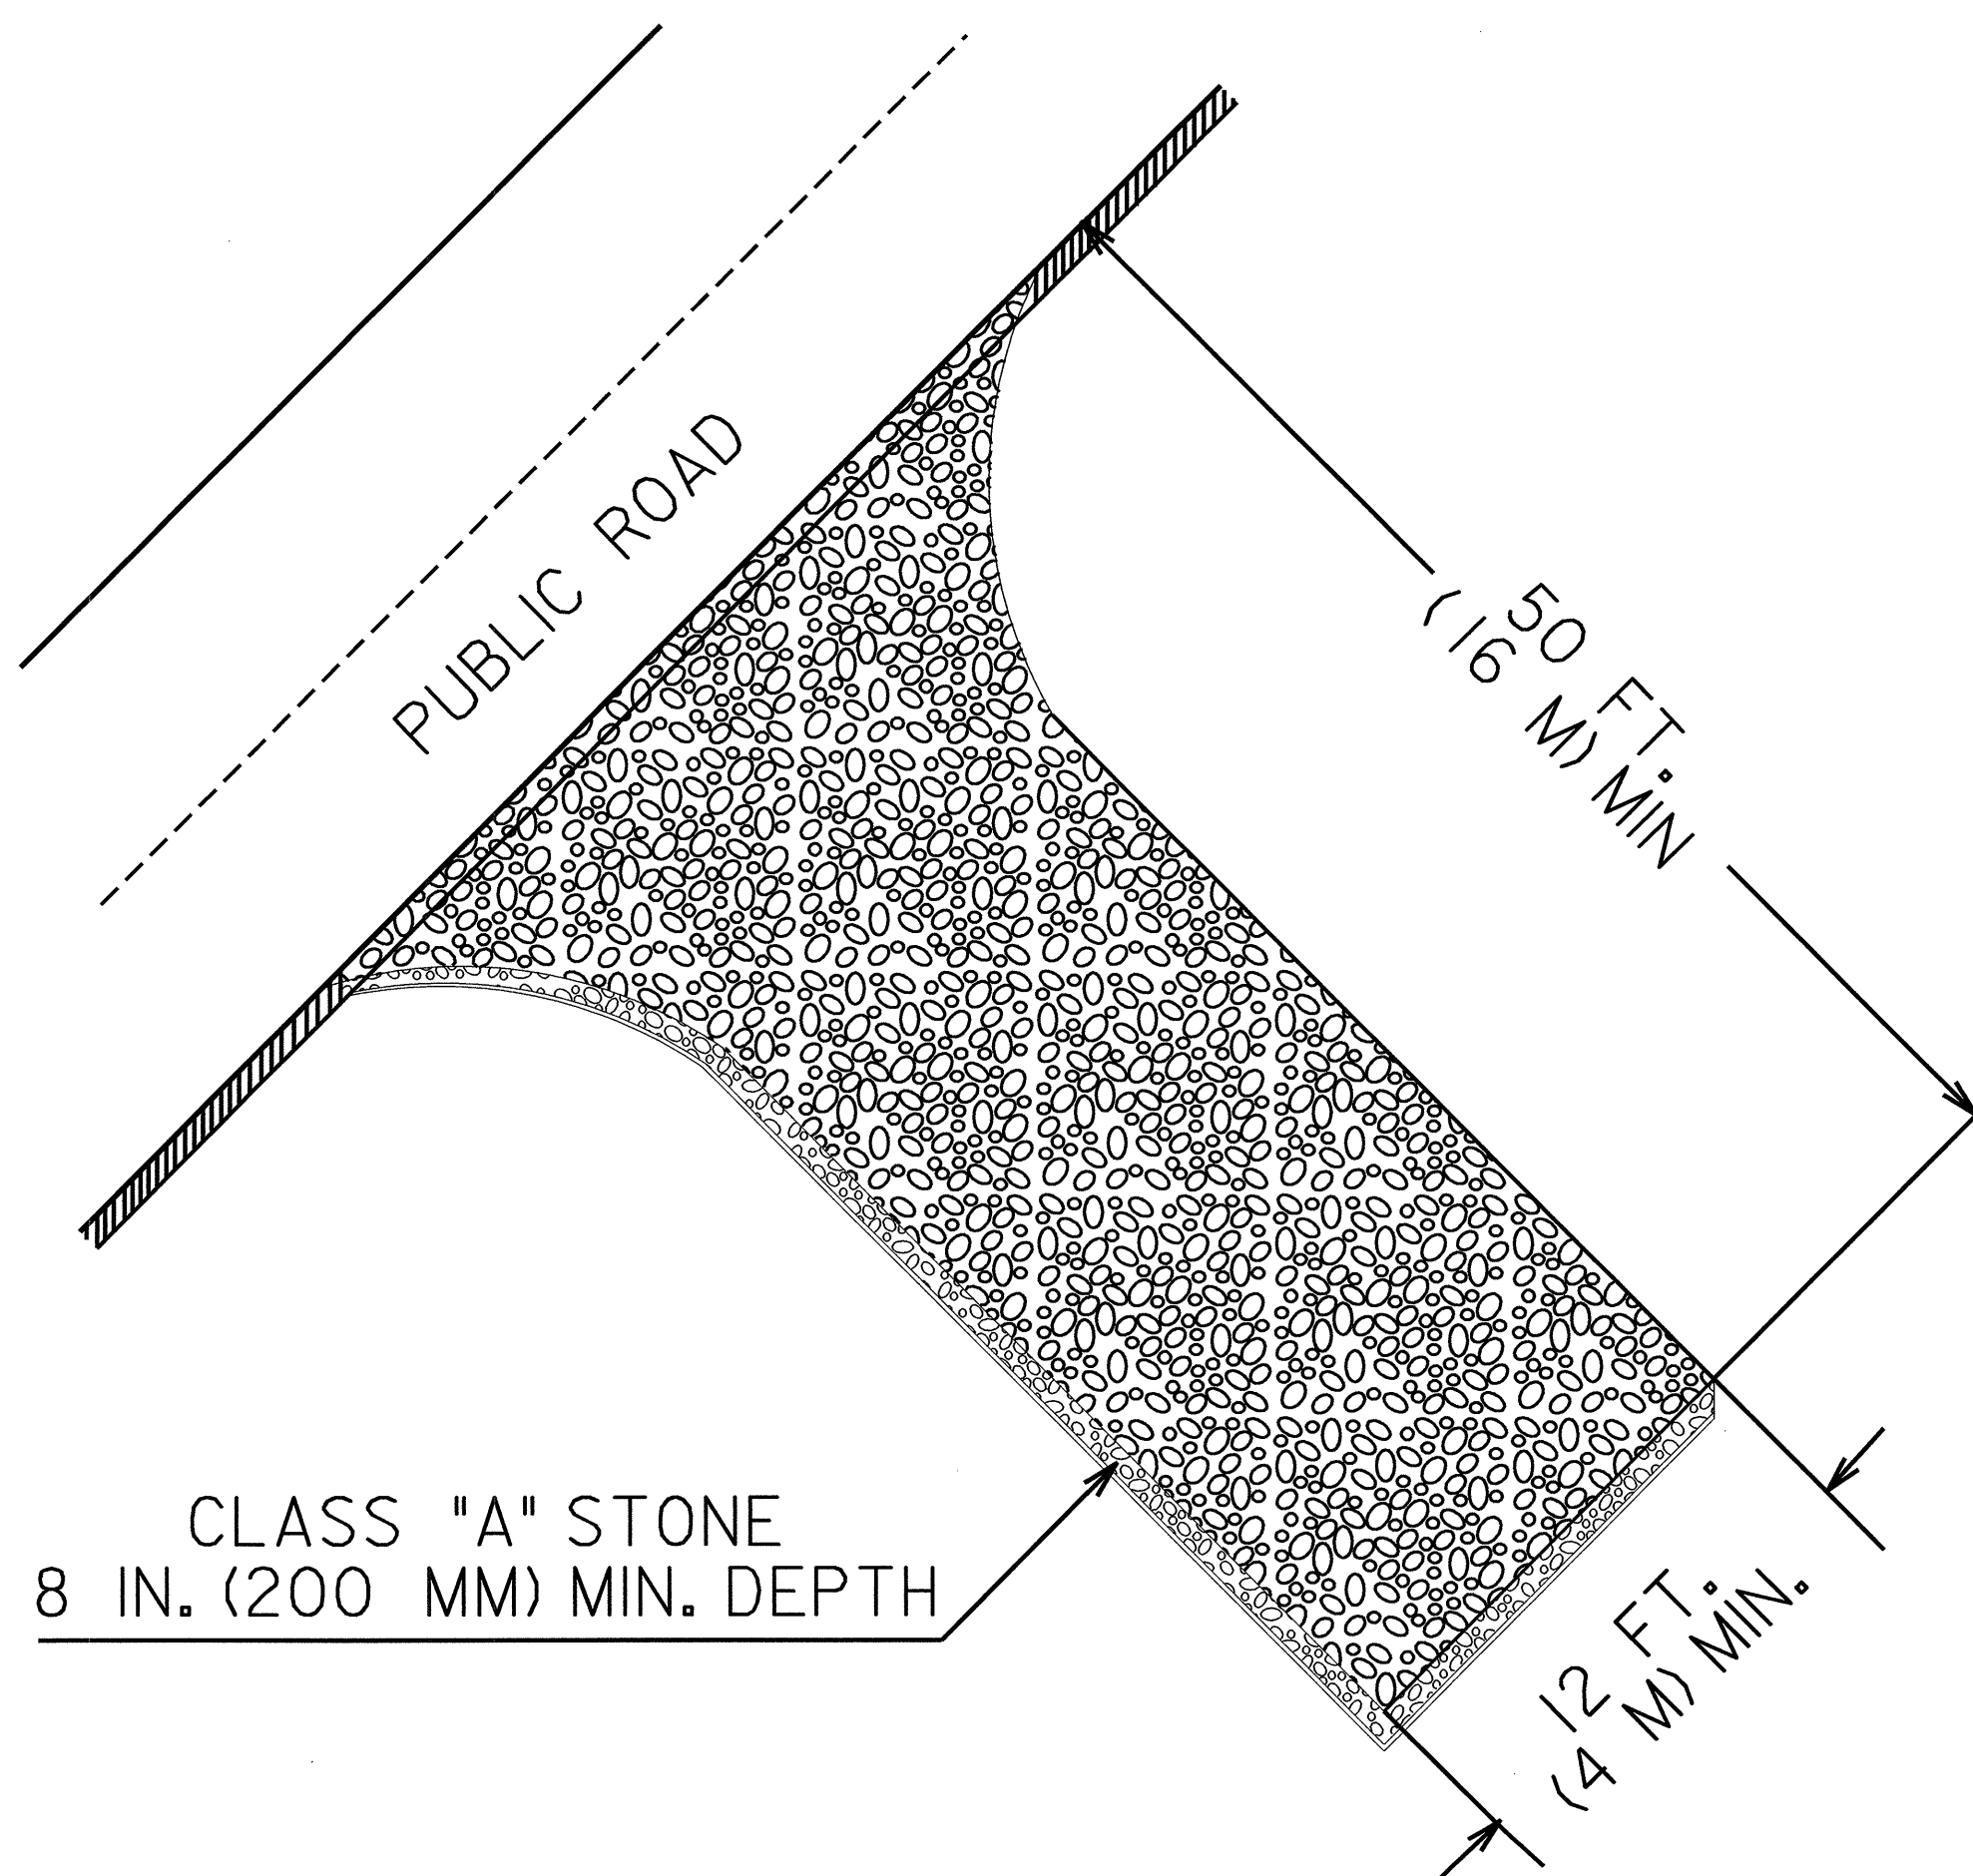 PUBLIC ROAD
50 FT.
(16 M) MIN
CLASS "A" STONE
8 IN. (200 MM) MIN. DEPTH
12 FT.
(4 M) MIN.